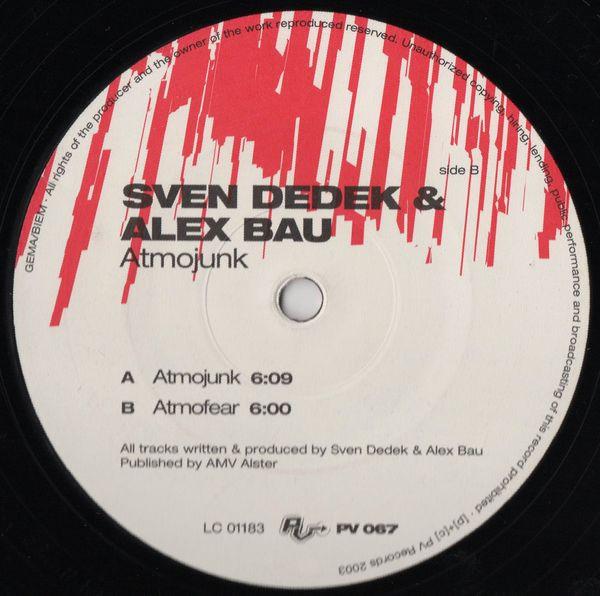 GEMA/BIEM · All rights of the producer and the owner of the work reproduced reserved. Unauthorized copying, hiring, lending, public performance and broadcasting of this record prohibited · [p]+[c] PV Records 2003
side B
SVEN DEDEK &
ALEX BAU
Atmojunk
A Atmojunk 6:09
B Atmofear 6:00
All tracks written & produced by Sven Dedek & Alex Bau
Published by AMV Alster
LC 01183 PV PV 067